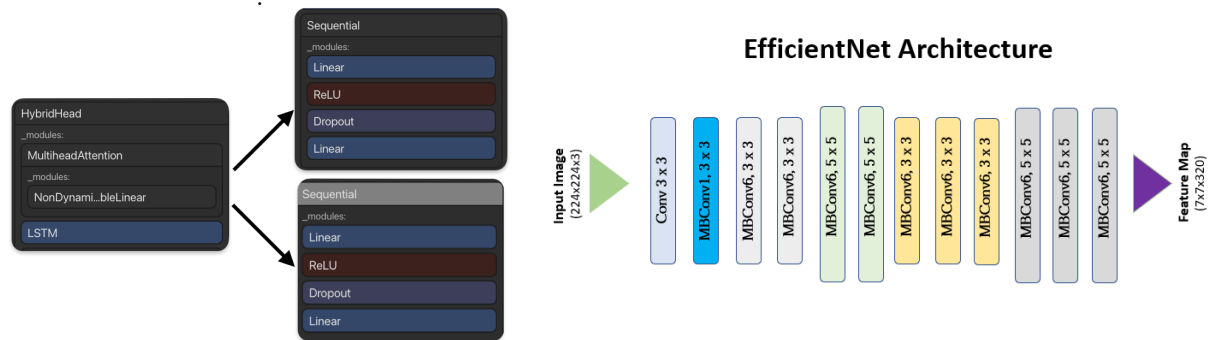 HybridHead
_modules:
MultiheadAttention
_modules:
NonDynami...bleLinear
LSTM
Sequential
_modules:
Linear
ReLU
Dropout
Linear
Sequential
_modules:
Linear
ReLU
Dropout
Linear
EfficientNet Architecture
Input Image
(224x224x3)
Conv 3 x 3
MBConv1, 3 x 3
MBConv6, 3 x 3
MBConv6, 3 x 3
MBConv6, 5 x 5
MBConv6, 5 x 5
MBConv6, 3 x 3
MBConv6, 3 x 3
MBConv6, 3 x 3
MBConv6, 5 x 5
MBConv6, 5 x 5
MBConv6, 5 x 5
Feature Map
(7x7x320)